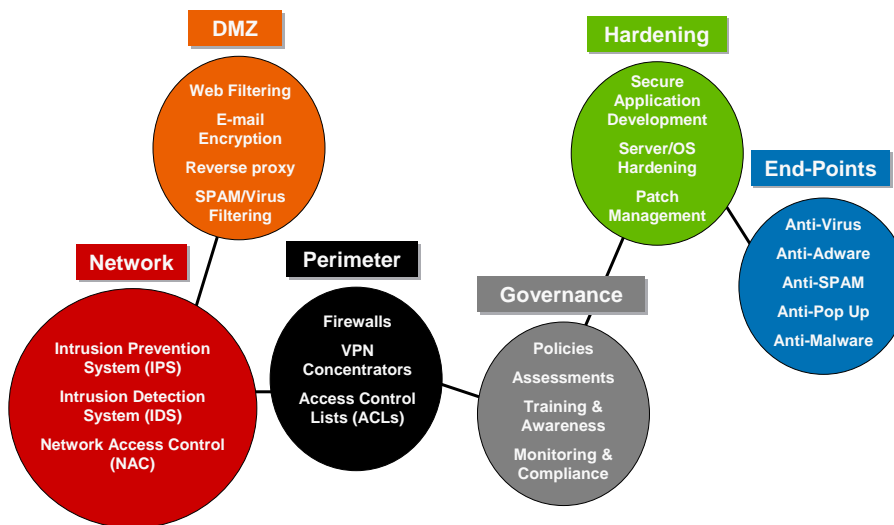 DMZ
Web Filtering
E-mail
Encryption
Reverse proxy
SPAM/Virus
Filtering
Hardening
Secure
Application
Development
Server/OS
Hardening
Patch
Management
End-Points
Anti-Virus
Anti-Adware
Anti-SPAM
Anti-Pop Up
Anti-Malware
Network
Intrusion Prevention
System (IPS)
Intrusion Detection
System (IDS)
Network Access Control
(NAC)
Perimeter
Firewalls
VPN
Concentrators
Access Control
Lists (ACLs)
Governance
Policies
Assessments
Training &
Awareness
Monitoring &
Compliance